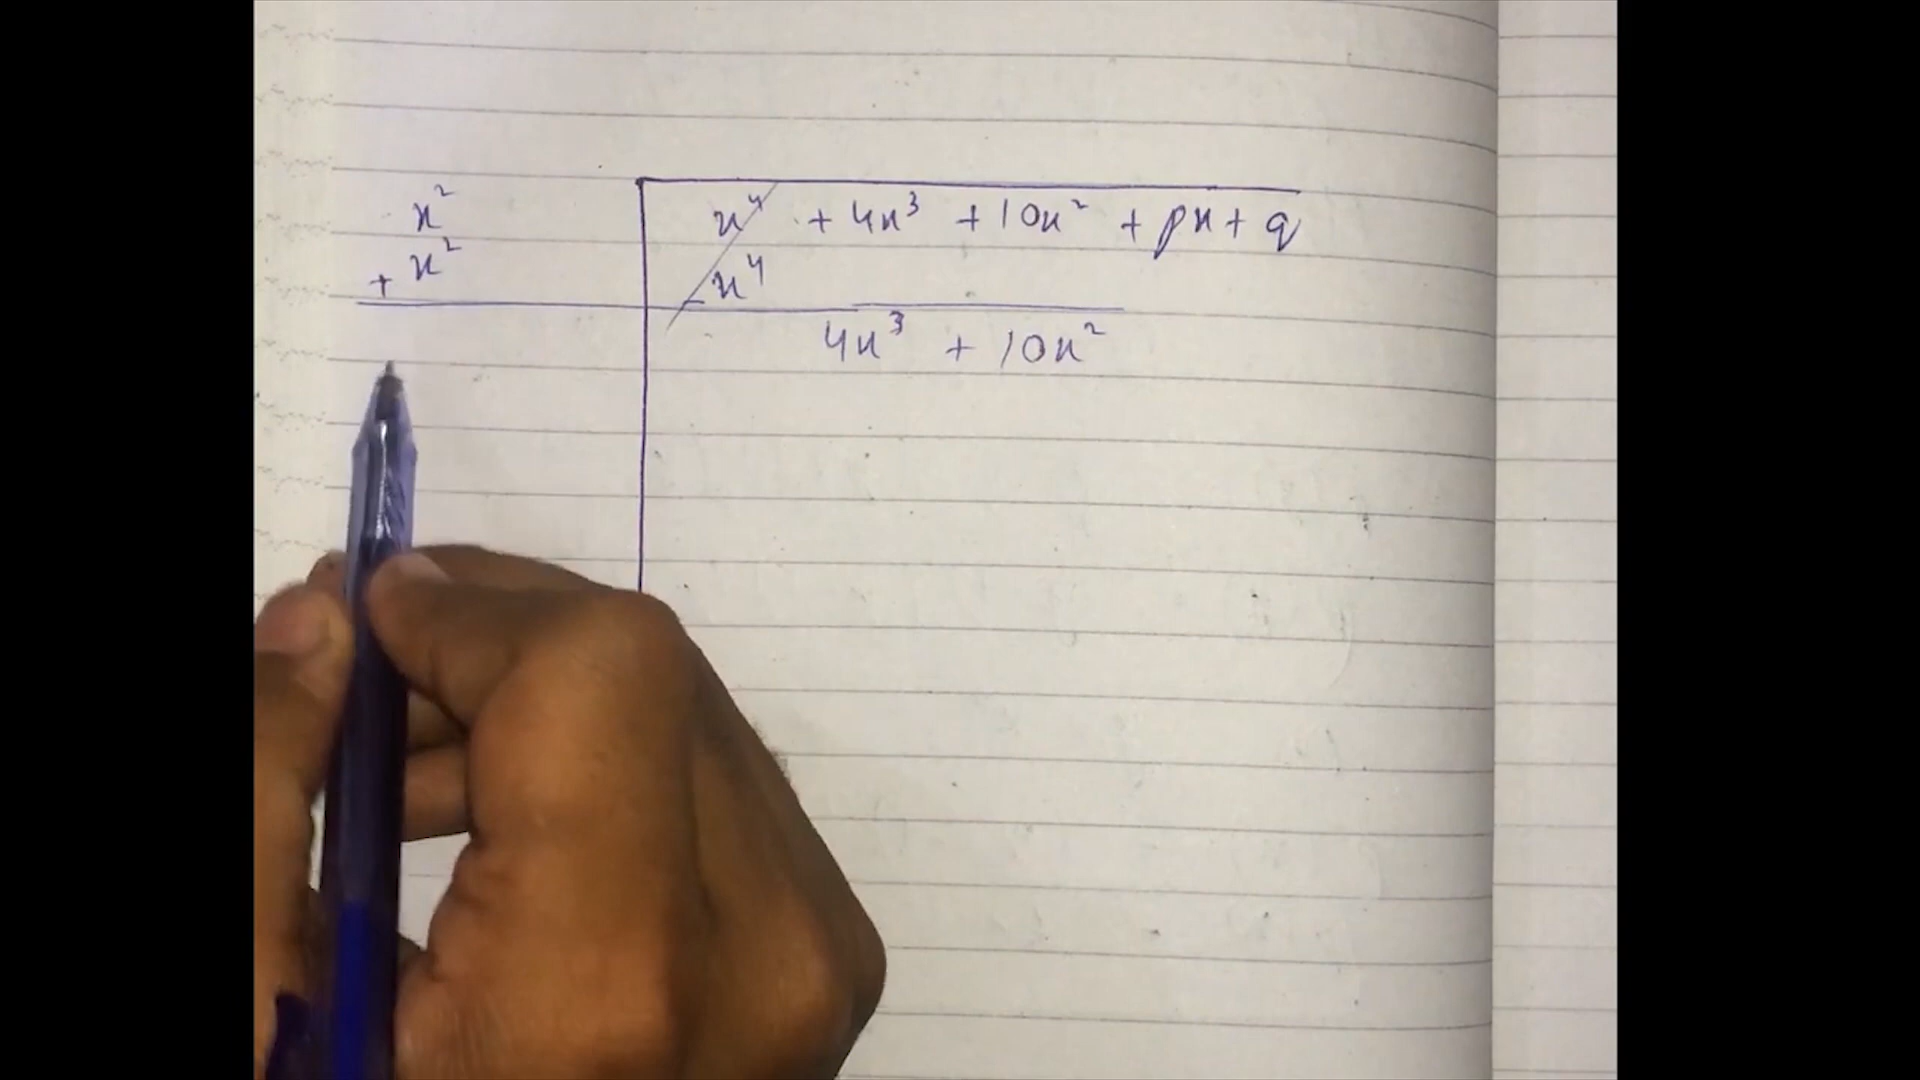 x² x⁴ + 4x³ + 10x² + px + q
+ x² - x⁴
4x³ + 10x²